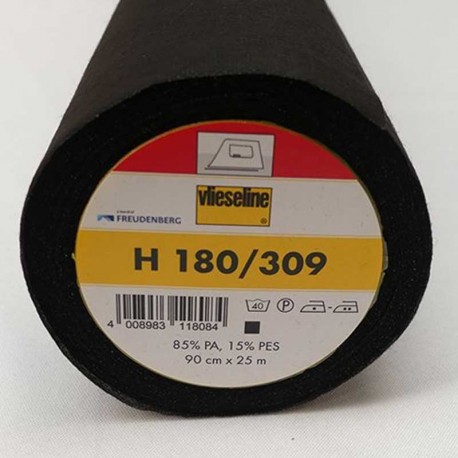 vlieseline
®
FREUDENBERG
H 180/309
40 P
4 008983 118084
85% PA, 15% PES
90 cm x 25 m